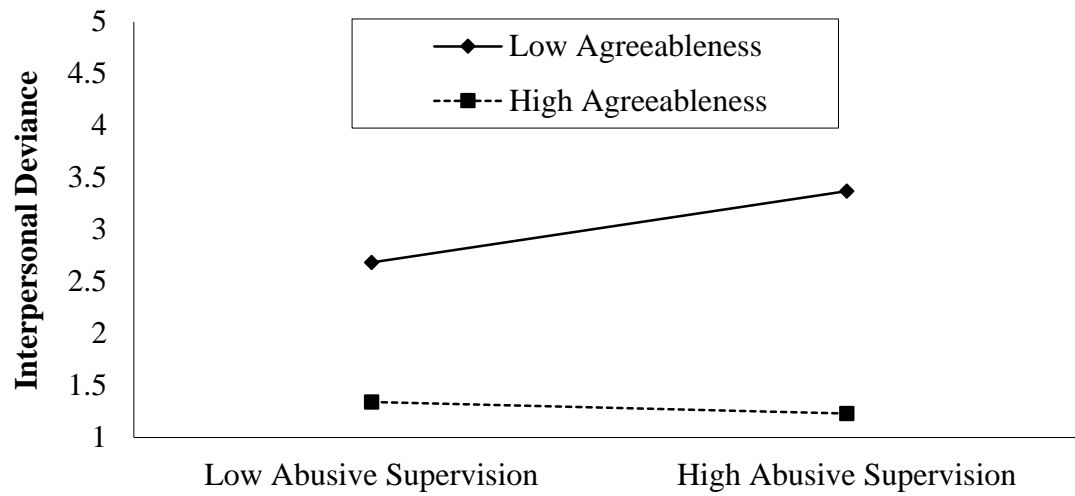 Low Agreeableness
High Agreeableness
Interpersonal Deviance
5
4.5
4
3.5
3
2.5
2
1.5
1
Low Abusive Supervision
High Abusive Supervision